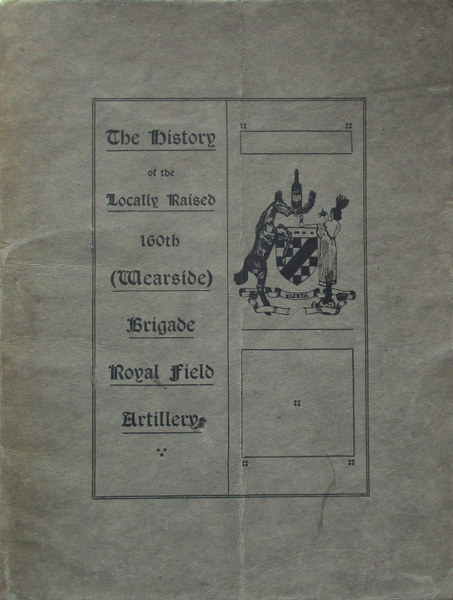 The History
of the
Locally Raised
160th
(Wearside)
Brigade
Royal Field
Artillery